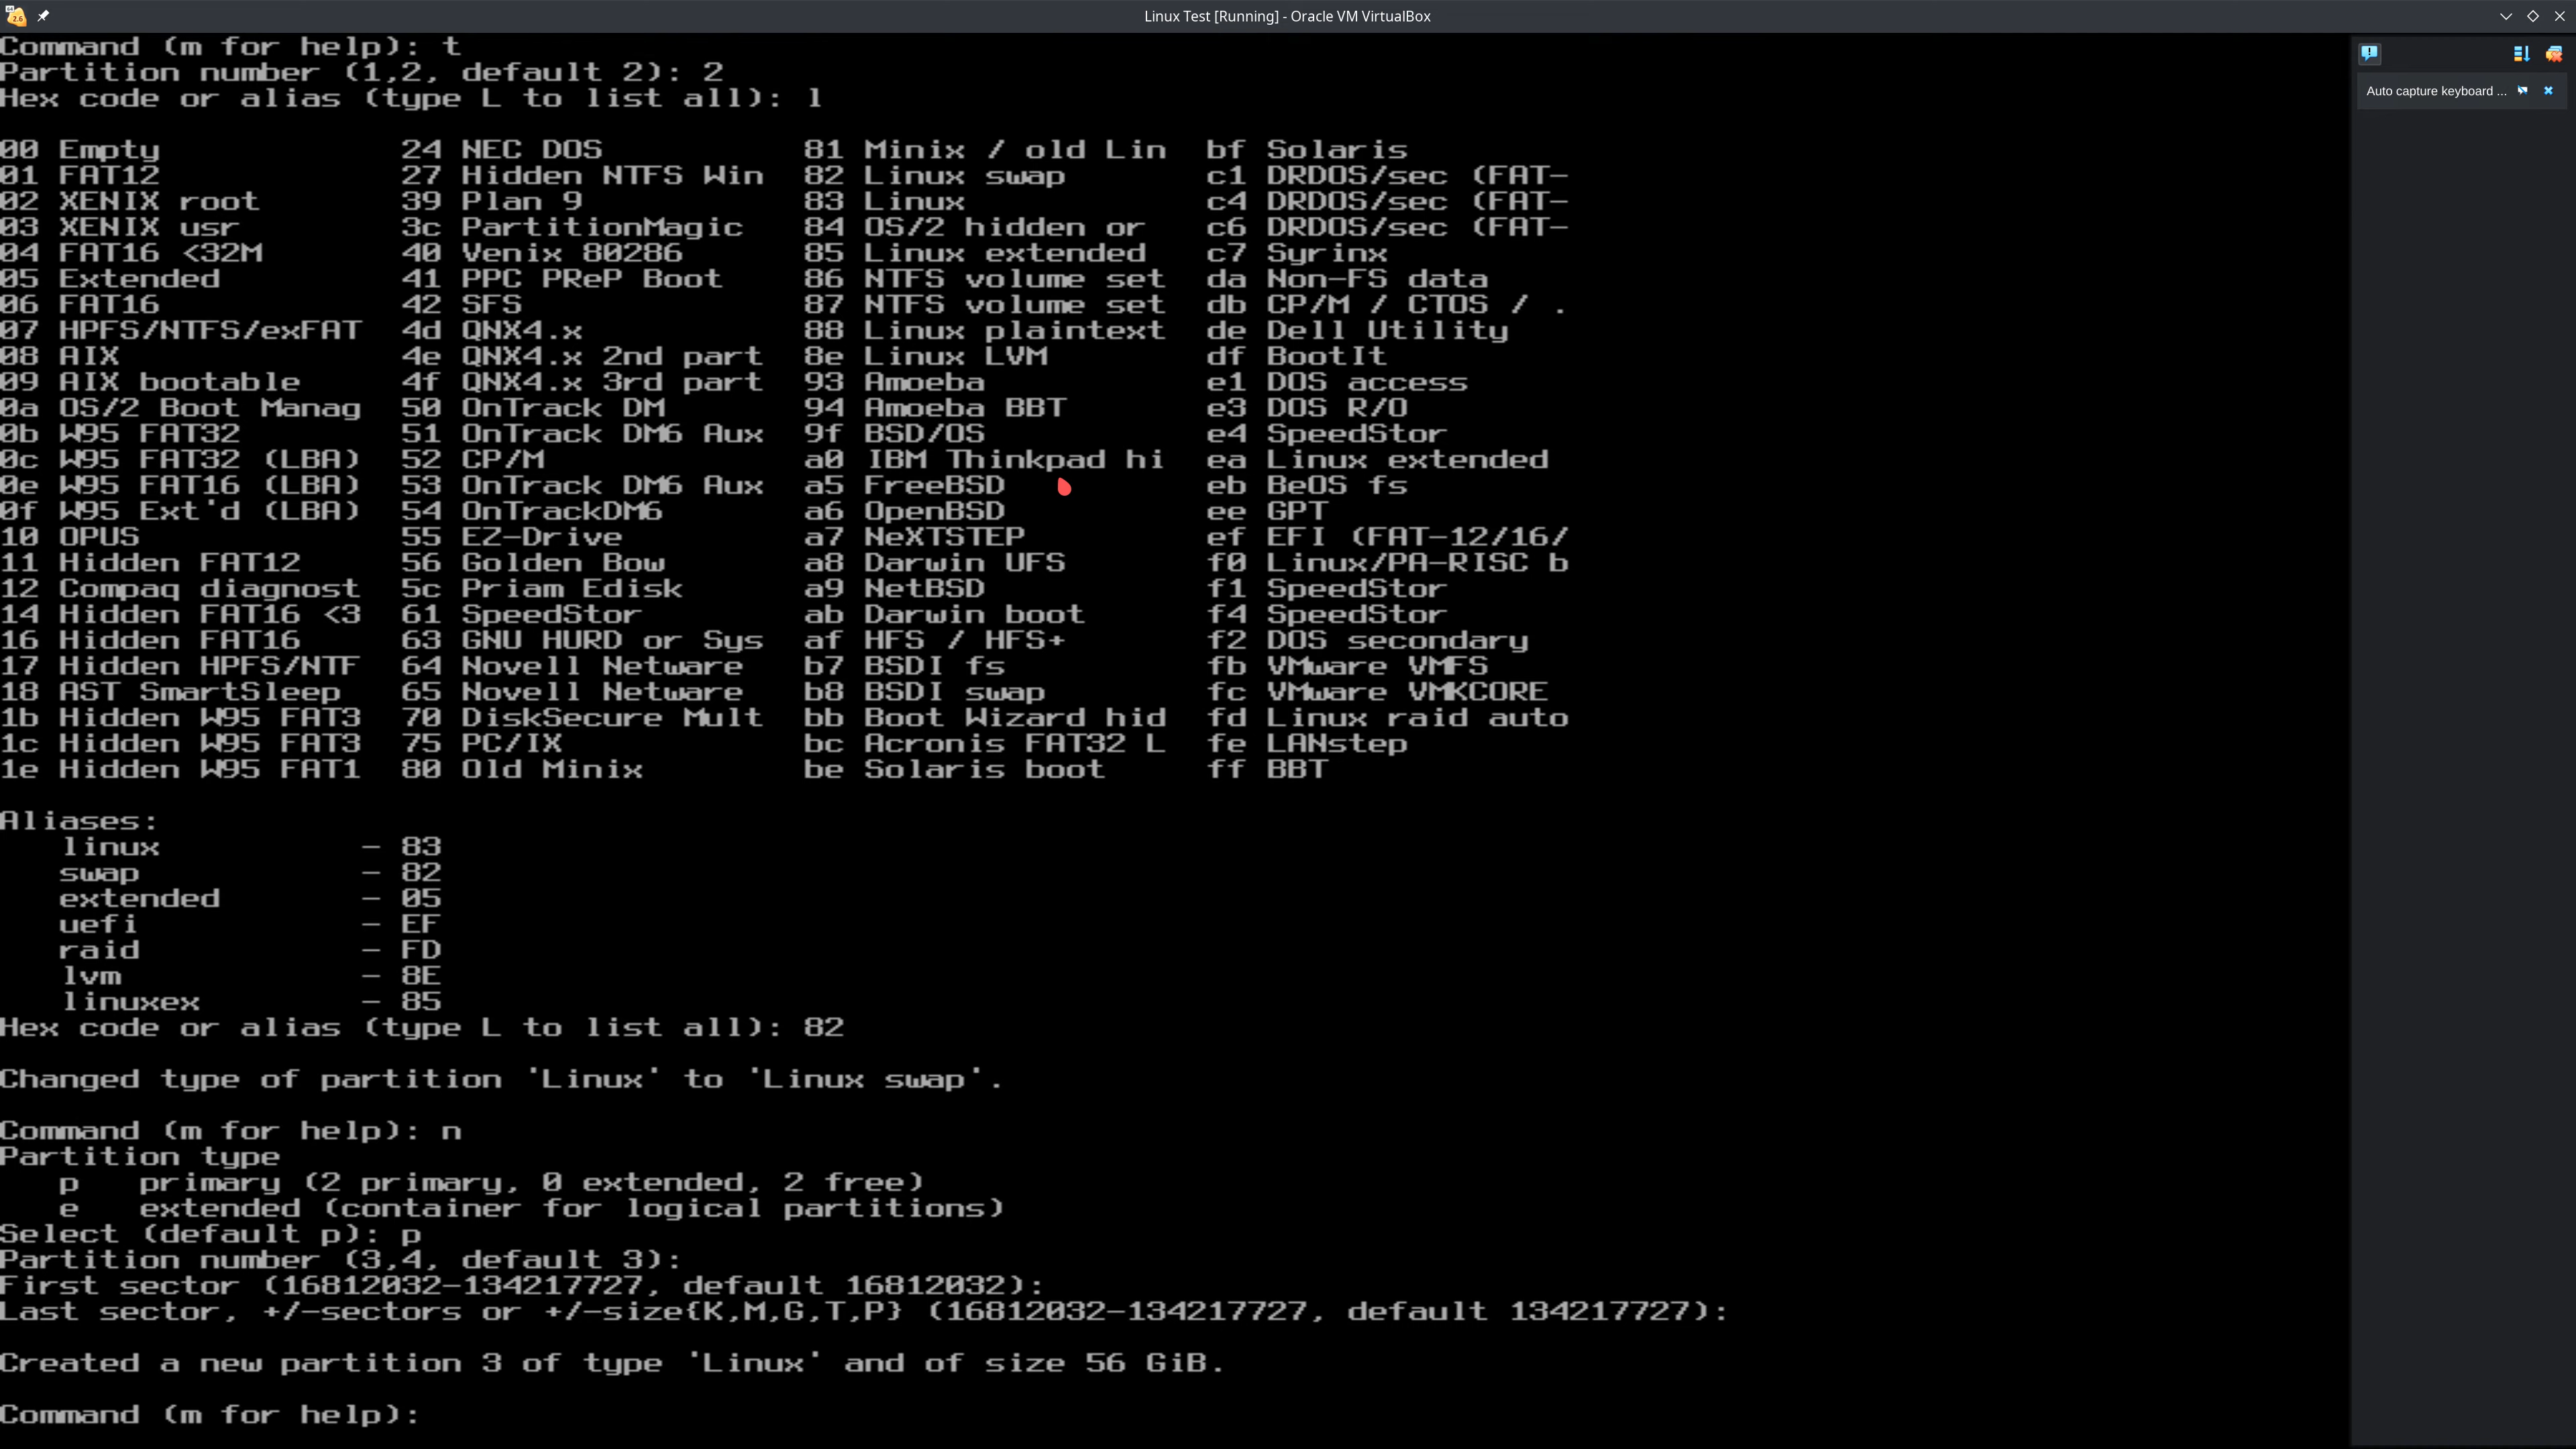 Linux Test [Running] - Oracle VM VirtualBox
Command (m for help): t
Partition number (1,2, default 2): 2
Hex code or alias (type L to list all): l
00 Empty 24 NEC DOS 81 Minix / old Lin bf Solaris
01 FAT12 27 Hidden NTFS Win 82 Linux swap c1 DRDOS/sec (FAT-
02 XENIX root 39 Plan 9 83 Linux c4 DRDOS/sec (FAT-
03 XENIX usr 3c PartitionMagic 84 OS/2 hidden or c6 DRDOS/sec (FAT-
04 FAT16 <32M 40 Venix 80286 85 Linux extended c7 Syrinx
05 Extended 41 PPC PReP Boot 86 NTFS volume set da Non-FS data
06 FAT16 42 SFS 87 NTFS volume set db CP/M / CTOS / .
07 HPFS/NTFS/exFAT 4d QNX4.x 88 Linux plaintext de Dell Utility
08 AIX 4e QNX4.x 2nd part 8e Linux LVM df BootIt
09 AIX bootable 4f QNX4.x 3rd part 93 Amoeba e1 DOS access
0a OS/2 Boot Manag 50 OnTrack DM 94 Amoeba BBT e3 DOS R/O
0b W95 FAT32 51 OnTrack DM6 Aux 9f BSD/OS e4 SpeedStor
0c W95 FAT32 (LBA) 52 CP/M a0 IBM Thinkpad hi ea Linux extended
0e W95 FAT16 (LBA) 53 OnTrack DM6 Aux a5 FreeBSD eb BeOS fs
0f W95 Ext'd (LBA) 54 OnTrackDM6 a6 OpenBSD ee GPT
10 OPUS 55 EZ-Drive a7 NeXTSTEP ef EFI (FAT-12/16/
11 Hidden FAT12 56 Golden Bow a8 Darwin UFS f0 Linux/PA-RISC b
12 Compaq diagnost 5c Priam Edisk a9 NetBSD f1 SpeedStor
14 Hidden FAT16 <3 61 SpeedStor ab Darwin boot f4 SpeedStor
16 Hidden FAT16 63 GNU HURD or Sys af HFS / HFS+ f2 DOS secondary
17 Hidden HPFS/NTF 64 Novell Netware b7 BSDI fs fb VMware VMFS
18 AST SmartSleep 65 Novell Netware b8 BSDI swap fc VMware VMKCORE
1b Hidden W95 FAT3 70 DiskSecure Mult bb Boot Wizard hid fd Linux raid auto
1c Hidden W95 FAT3 75 PC/IX bc Acronis FAT32 L fe LANstep
1e Hidden W95 FAT1 80 Old Minix be Solaris boot ff BBT
Aliases:
linux - 83
swap - 82
extended - 05
uefi - EF
raid - FD
lvm - 8E
linuxex - 85
Hex code or alias (type L to list all): 82
Changed type of partition 'Linux' to 'Linux swap'.
Command (m for help): n
Partition type
p primary (2 primary, 0 extended, 2 free)
e extended (container for logical partitions)
Select (default p): p
Partition number (3,4, default 3):
First sector (16812032-134217727, default 16812032):
Last sector, +/-sectors or +/-size{K,M,G,T,P} (16812032-134217727, default 134217727):
Created a new partition 3 of type 'Linux' and of size 56 GiB.
Command (m for help):
Auto capture keyboard ...